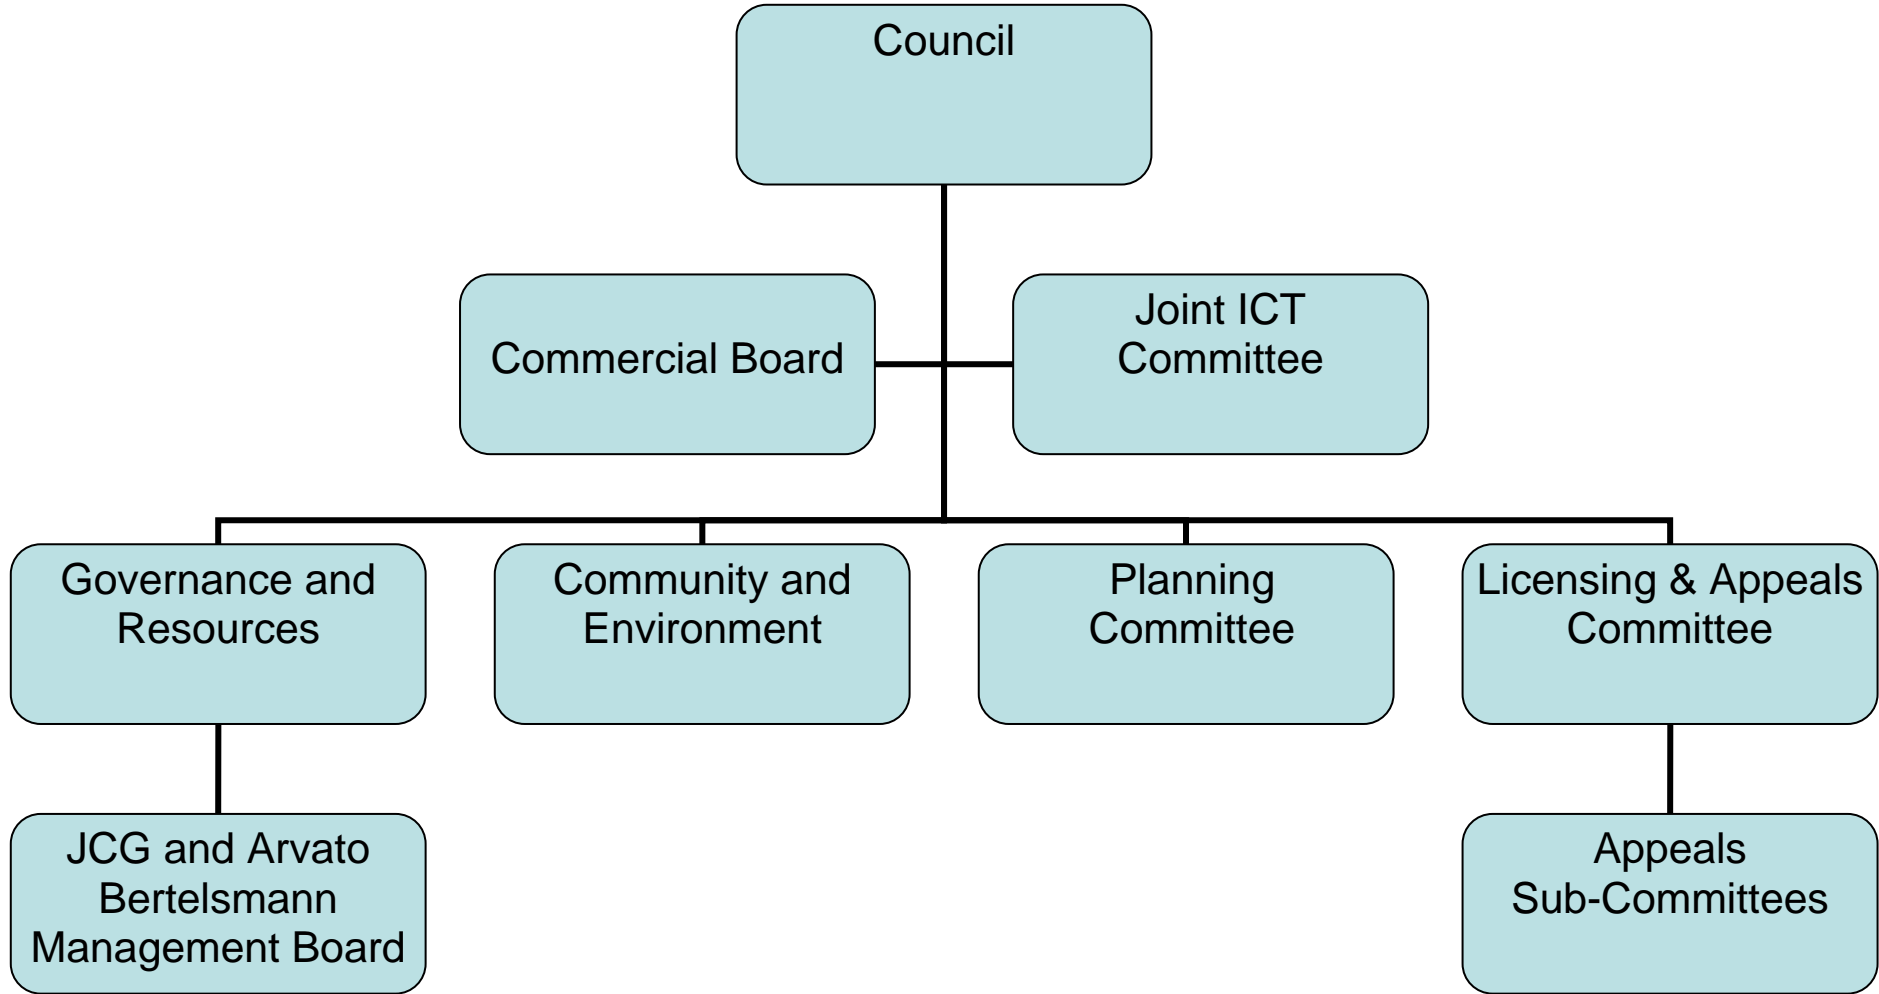 Council
Commercial Board
Joint ICT
Committee
Governance and
Resources
Community and
Environment
Planning
Committee
Licensing & Appeals
Committee
JCG and Arvato
Bertelsmann
Management Board
Appeals
Sub-Committees